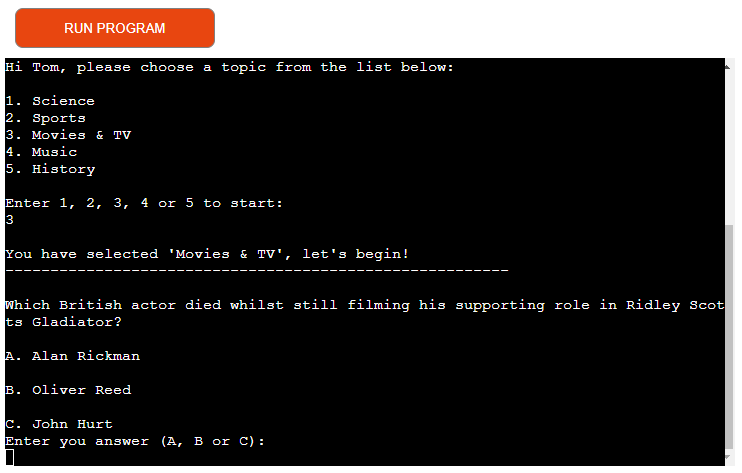 RUN PROGRAM
Hi Tom, please choose a topic from the list below:
1. Science
2. Sports
3. Movies & TV
4. Music
5. History
Enter 1, 2, 3, 4 or 5 to start:
3
You have selected 'Movies & TV', let's begin!
--------------------------------------------------------
Which British actor died whilst still filming his supporting role in Ridley Scot
ts Gladiator?
A. Alan Rickman
B. Oliver Reed
C. John Hurt
Enter you answer (A, B or C):